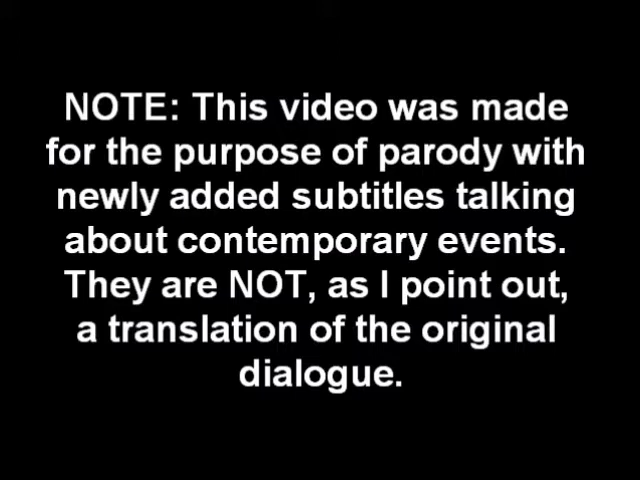 NOTE: This video was made
for the purpose of parody with
newly added subtitles talking
about contemporary events.
They are NOT, as I point out,
a translation of the original
dialogue.